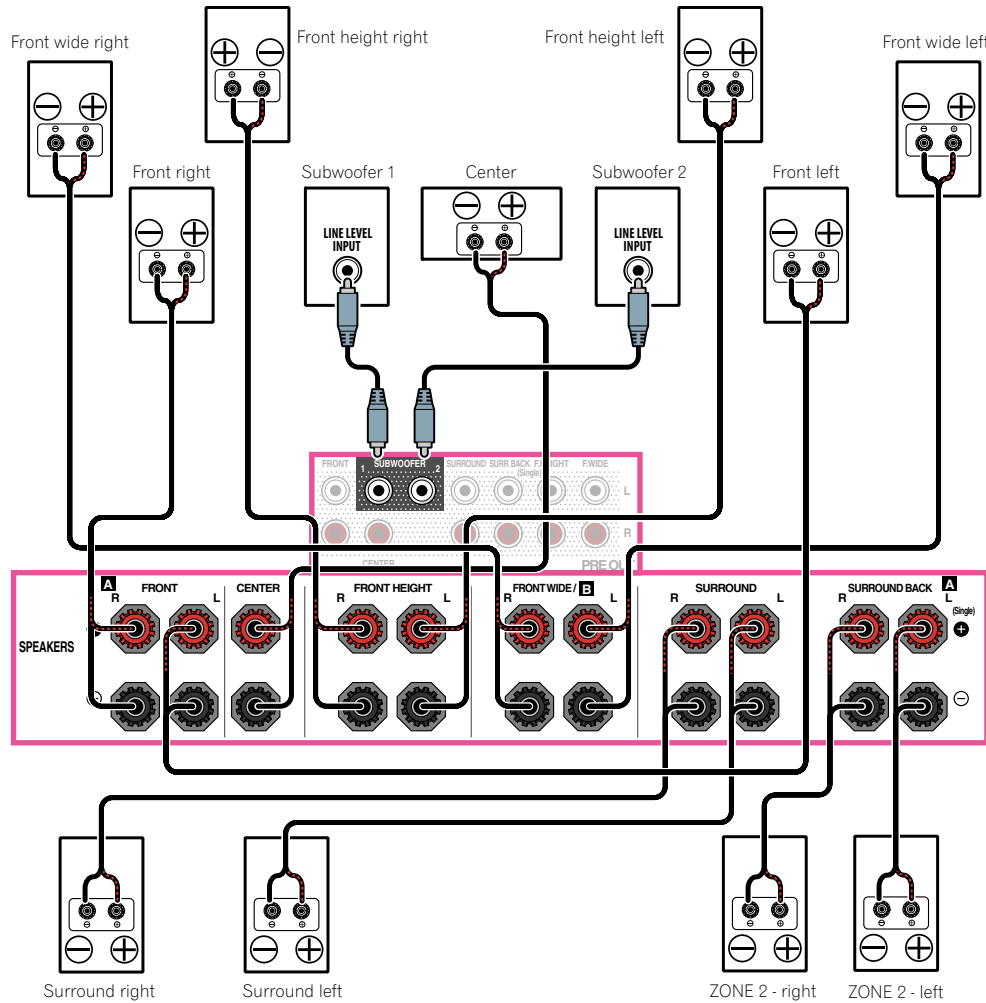 Front wide right
Front height right
Front height left
Front wide left
Front right
Subwoofer 1
Center
Subwoofer 2
Front left
LINE LEVEL
INPUT
LINE LEVEL
INPUT
FRONT
1 SUBWOOFER 2
SURROUND
SURR BACK
(Single)
F.HEIGHT
F.WIDE
L
R
CENTER
PRE OU
A
FRONT
R
L
CENTER
FRONT HEIGHT
R
L
FRONT WIDE / B
R
L
SURROUND
R
L
SURROUND BACK A
R
L
(Single)
SPEAKERS
Surround right
Surround left
ZONE 2 - right
ZONE 2 - left